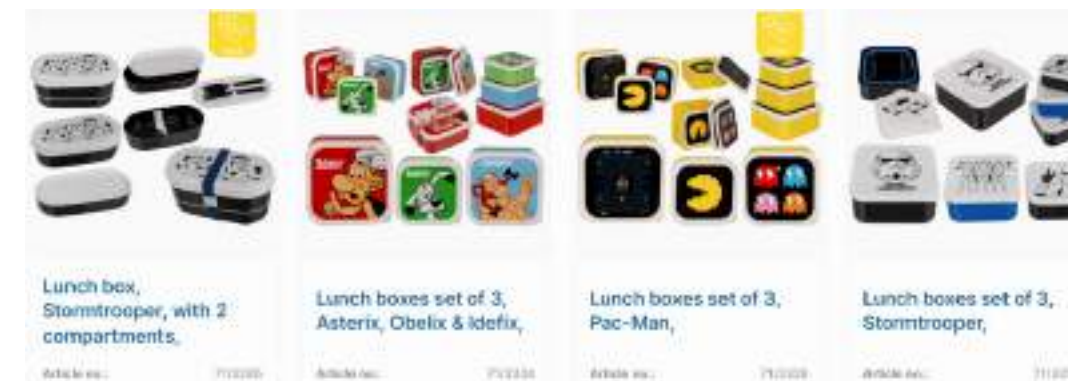 Lunch box,
Stormtrooper, with 2
compartments,
Article no.:
Lunch boxes set of 3,
Asterix, Obelix & Idefix,
Article no.:
Lunch boxes set of 3,
Pac-Man,
Article no.:
Lunch boxes set of 3,
Stormtrooper,
Article no.: